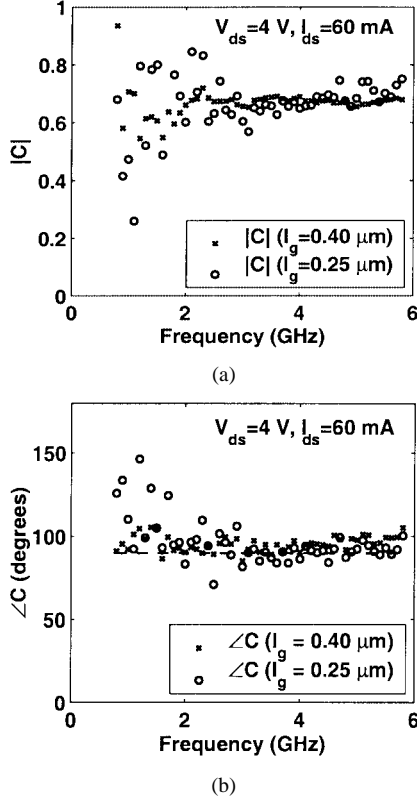 (a)
V_ds=4 V, I_ds=60 mA
|C|
1
0.8
0.6
0.4
0.2
0
|C| (l_g=0.40 μm)
|C| (l_g=0.25 μm)
0 2 4 6
Frequency (GHz)
(a)
V_ds=4 V, I_ds=60 mA
∠C (degrees)
150
100
50
0
∠C (l_g = 0.40 μm)
∠C (l_g = 0.25 μm)
0 2 4 6
Frequency (GHz)
(b)